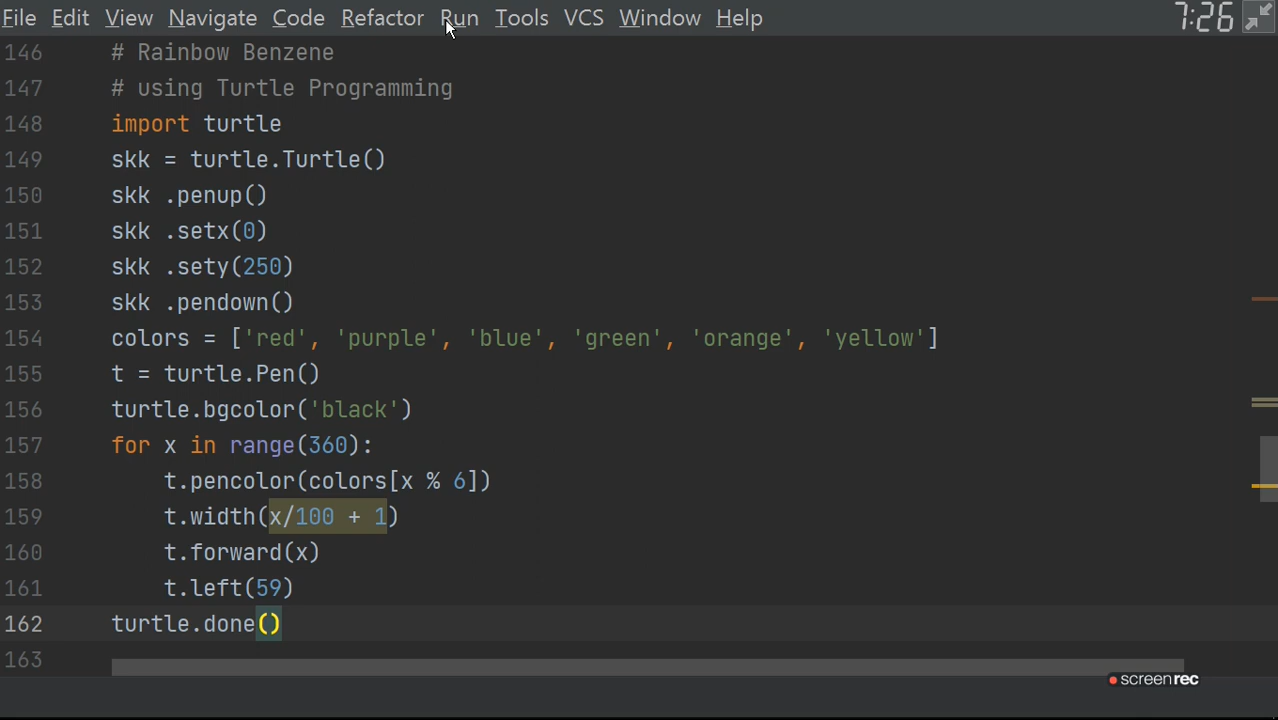 File Edit View Navigate Code Refactor Run Tools VCS Window Help 7:26
146 # Rainbow Benzene
147 # using Turtle Programming
148 import turtle
149 skk = turtle.Turtle()
150 skk .penup()
151 skk .setx(0)
152 skk .sety(250)
153 skk .pendown()
154 colors = ['red', 'purple', 'blue', 'green', 'orange', 'yellow']
155 t = turtle.Pen()
156 turtle.bgcolor('black')
157 for x in range(360):
158     t.pencolor(colors[x % 6])
159     t.width(x/100 + 1)
160     t.forward(x)
161     t.left(59)
162 turtle.done()
163
screenrec